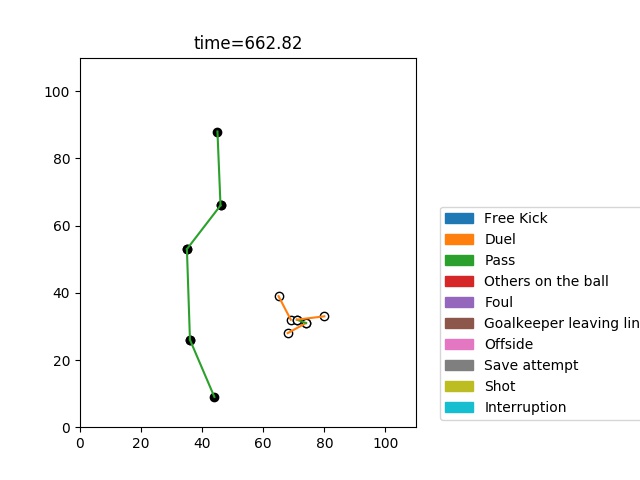 time=662.82
100
80
60
40
20
0
0 20 40 60 80 100
Free Kick
Duel
Pass
Others on the ball
Foul
Goalkeeper leaving lin
Offside
Save attempt
Shot
Interruption